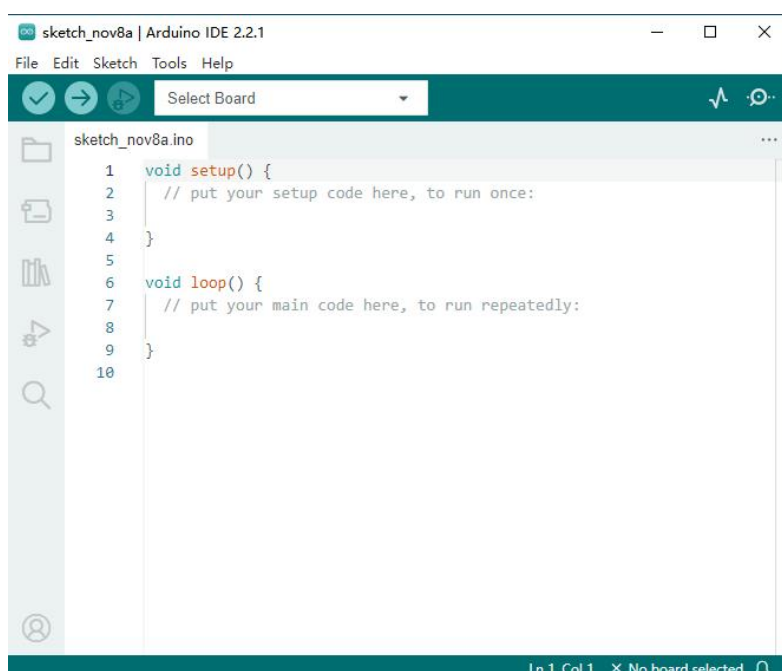 sketch_nov8a | Arduino IDE 2.2.1
File Edit Sketch Tools Help
Select Board
sketch_nov8a.ino
1 void setup() {
2 // put your setup code here, to run once:
3
4 }
5
6 void loop() {
7 // put your main code here, to run repeatedly:
8
9 }
10
Ln 1, Col 1 × No board selected